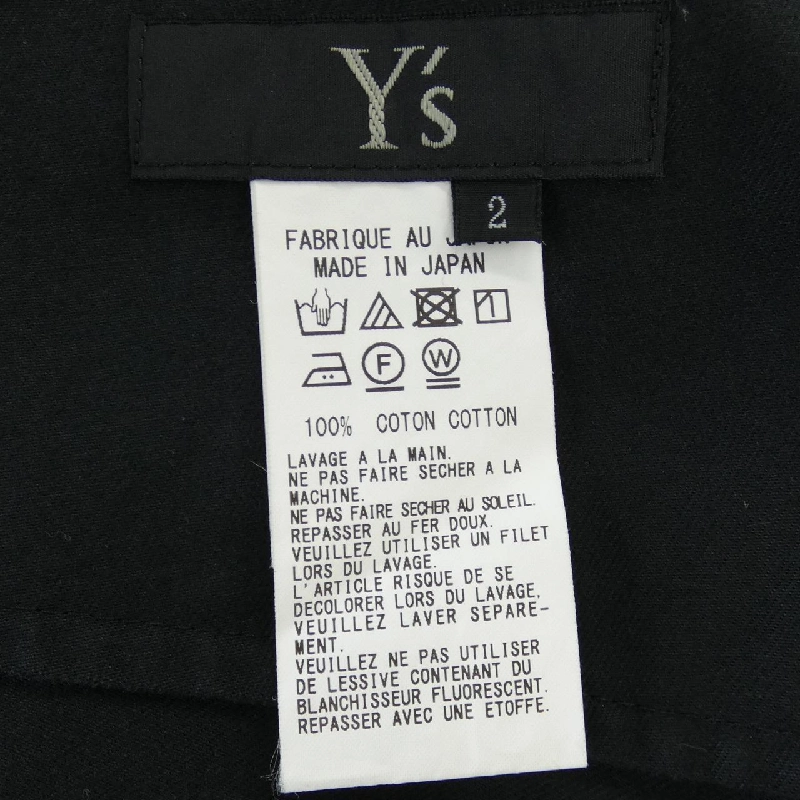 Y's
2
FABRIQUE AU
MADE IN JAPAN
F W
100% COTON COTTON
LAVAGE A LA MAIN.
NE PAS FAIRE SECHER A LA
MACHINE.
NE PAS FAIRE SECHER AU SOLEIL.
REPASSER AU FER DOUX.
VEUILLEZ UTILISER UN FILET
LORS DU LAVAGE.
L'ARTICLE RISQUE DE SE
DECOLORER LORS DU LAVAGE,
VEUILLEZ LAVER SEPARE-
MENT.
VEUILLEZ NE PAS UTILISER
DE LESSIVE CONTENANT DU
BLANCHISSEUR FLUORESCENT.
REPASSER AVEC UNE ETOFFE.